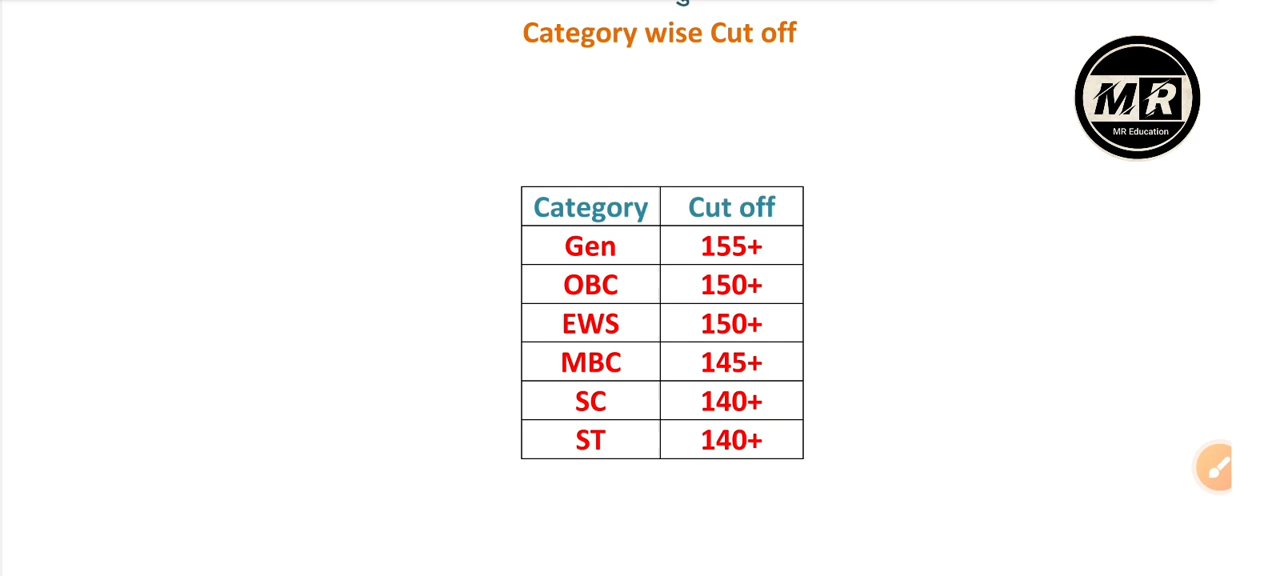 Category wise Cut off
MR
MR Education
Category Cut off
Gen 155+
OBC 150+
EWS 150+
MBC 145+
SC 140+
ST 140+